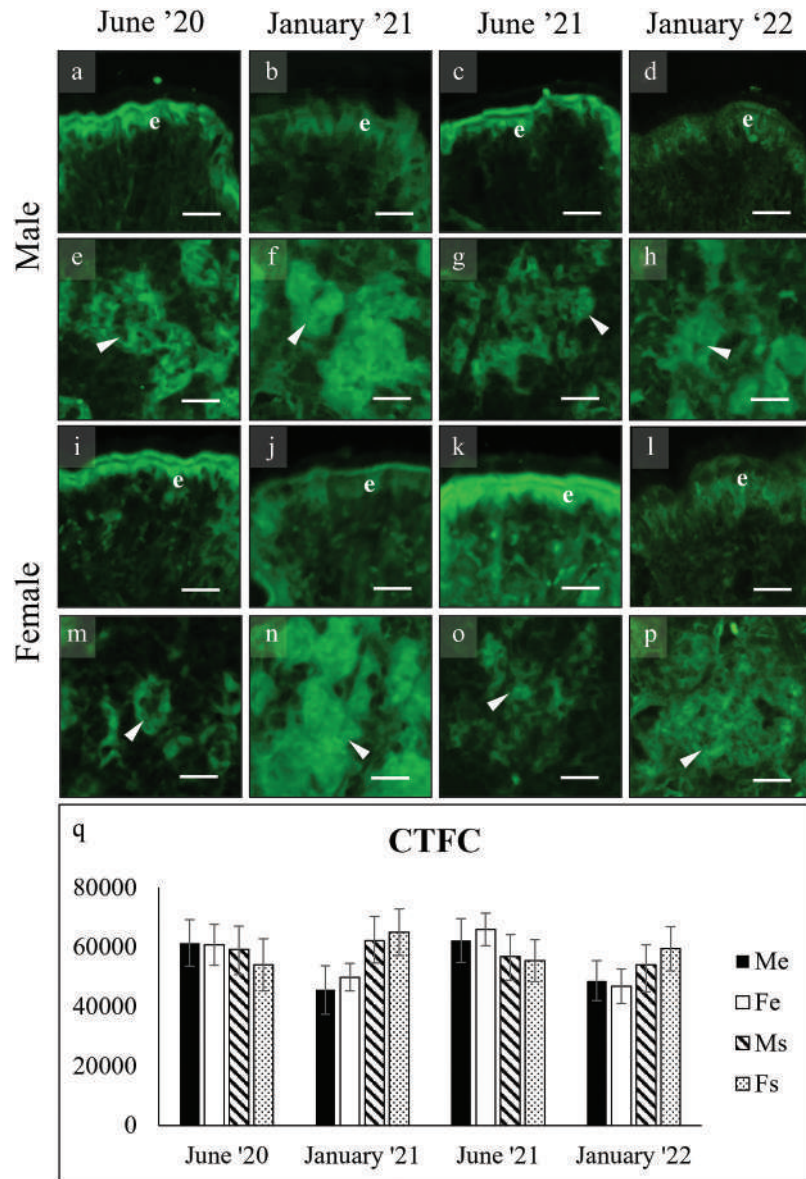 June ’20 January ’21 June ’21 January ‘22
Male
a b c d
e e e e
e f g h
Female
i j k l
e e e e
m n o p
q
CTFC
80000
60000
40000
20000
0
Me
Fe
Ms
Fs
June '20 January '21 June '21 January '22